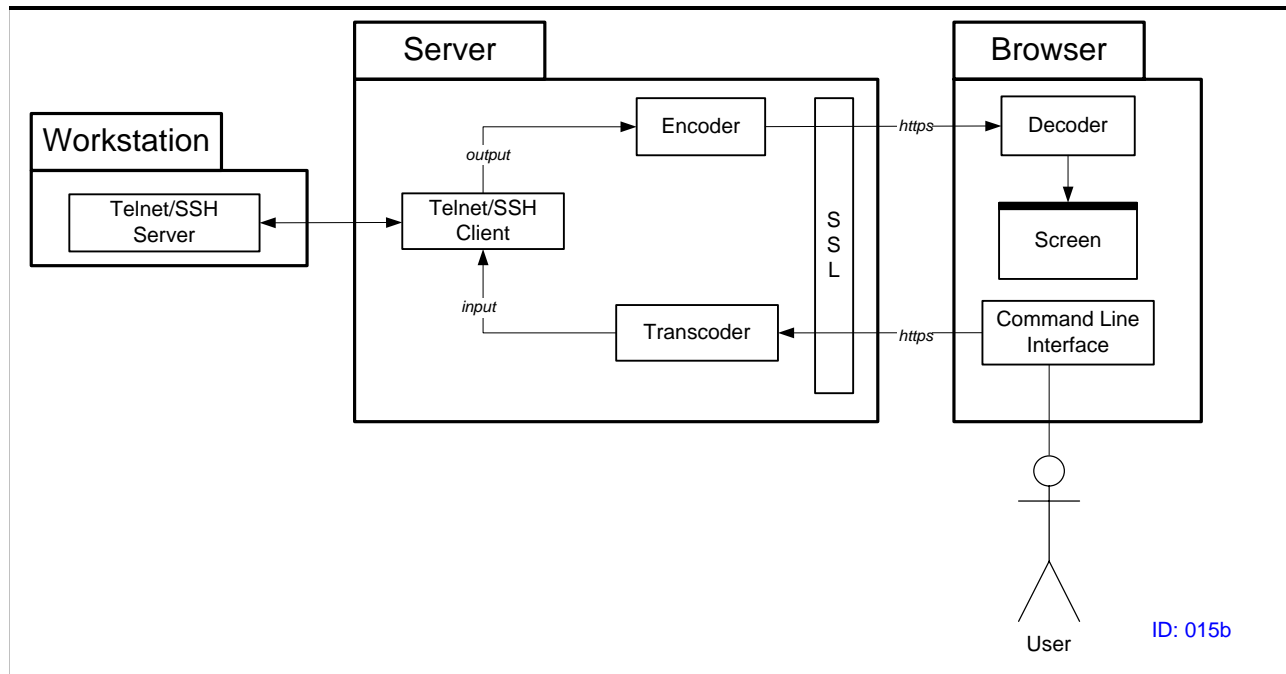 Server
Browser
Workstation
Encoder
https
Decoder
output
Telnet/SSH
Server
Telnet/SSH
Client
S
S
L
Screen
input
Transcoder
https
Command Line
Interface
User
ID: 015b